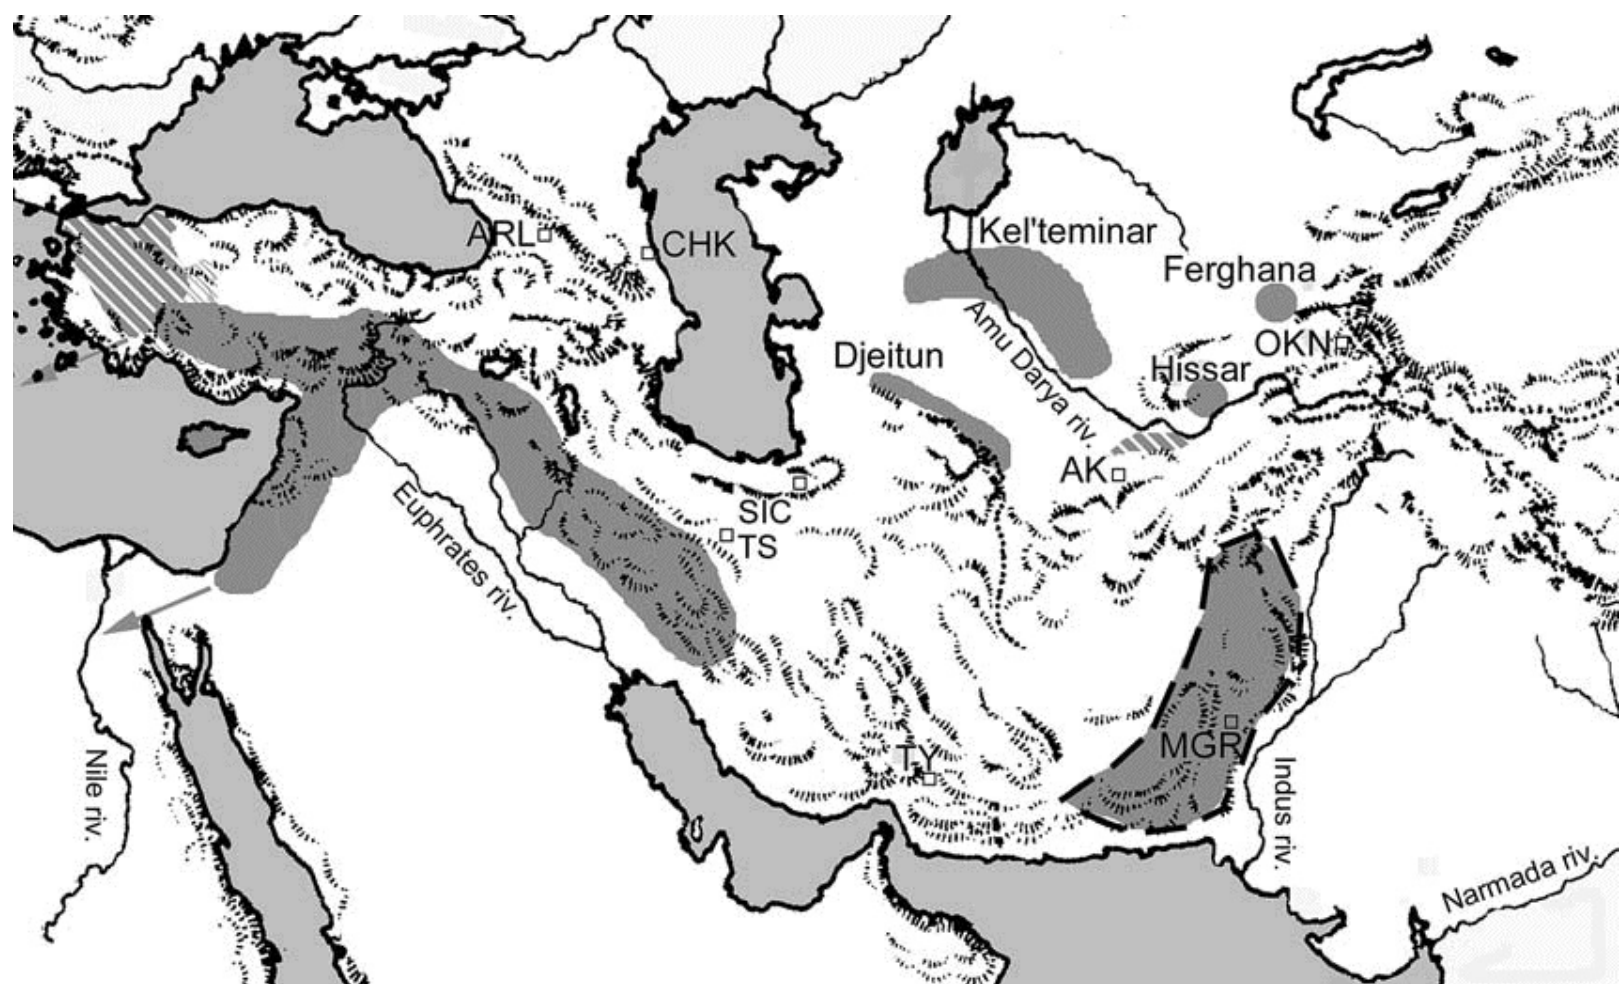 ARL
CHK
Kel'teminar
Ferghana
OKN
Amu Darya riv.
Djeitun
Hissar
AK
SIC
TS
Euphrates riv.
MGR
TY
Nile riv.
Indus riv.
Narmada riv.